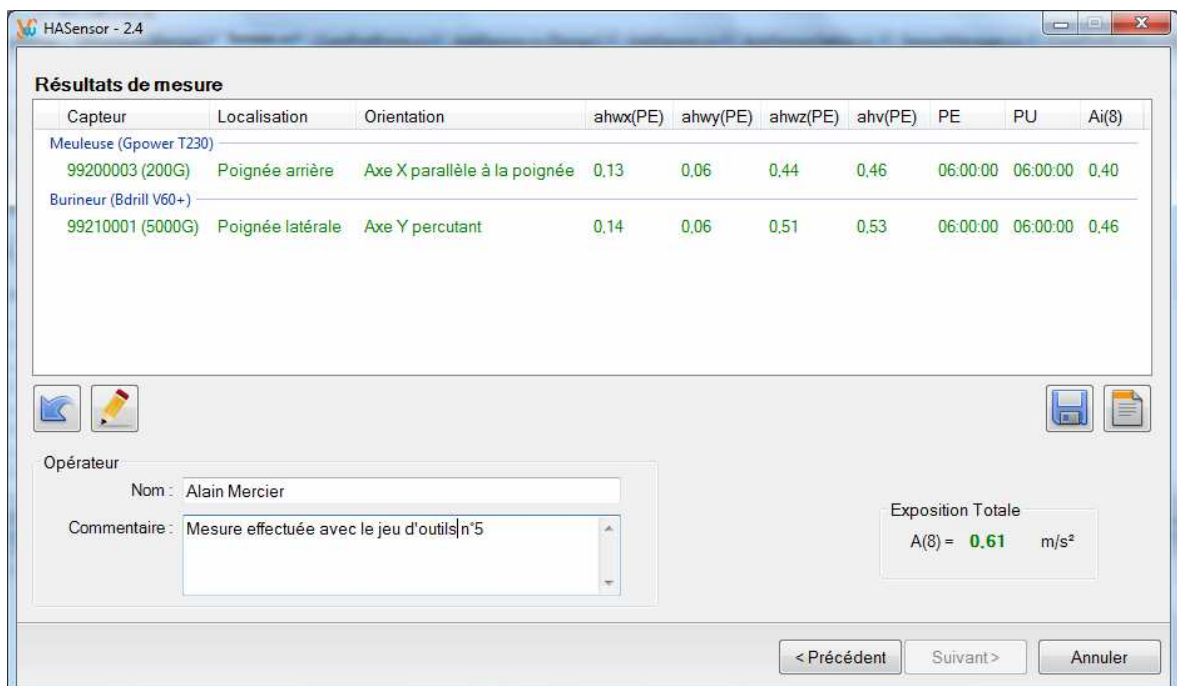 HASensor - 2.4
Résultats de mesure
Capteur Localisation Orientation ahwx(PE) ahwy(PE) ahwz(PE) ahv(PE) PE PU Ai(8)
Meuleuse (Gpower T230)
99200003 (200G) Poignée arrière Axe X parallèle à la poignée 0,13 0,06 0,44 0,46 06:00:00 06:00:00 0,40
Burineur (Bdrill V60+)
99210001 (5000G) Poignée latérale Axe Y percutant 0,14 0,06 0,51 0,53 06:00:00 06:00:00 0,46
Opérateur
Nom : Alain Mercier
Commentaire : Mesure effectuée avec le jeu d'outils n°5
Exposition Totale
A(8) = 0,61 m/s²
< Précédent Suivant > Annuler